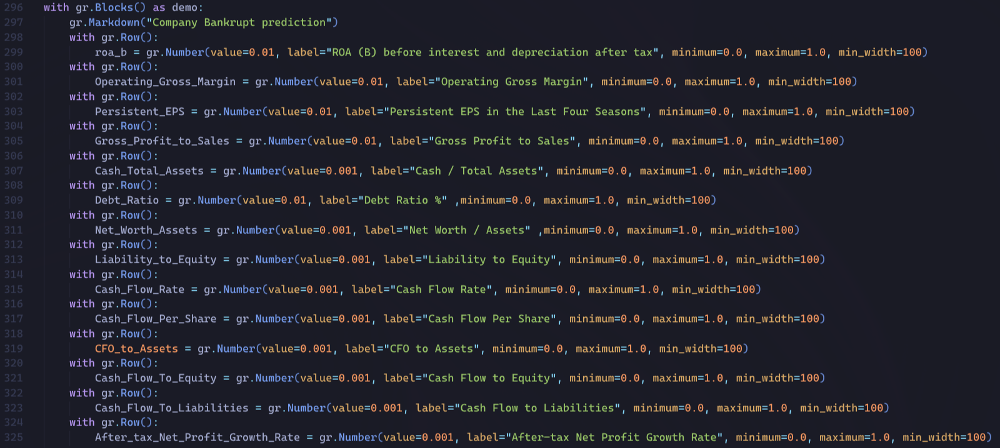 296 with gr.Blocks() as demo:
297 gr.Markdown("Company Bankrupt prediction")
298 with gr.Row():
299 roa_b = gr.Number(value=0.01, label="ROA (B) before interest and depreciation after tax", minimum=0.0, maximum=1.0, min_width=100)
300 with gr.Row():
301 Operating_Gross_Margin = gr.Number(value=0.01, label="Operating Gross Margin", minimum=0.0, maximum=1.0, min_width=100)
302 with gr.Row():
303 Persistent_EPS = gr.Number(value=0.01, label="Persistent EPS in the Last Four Seasons", minimum=0.0, maximum=1.0, min_width=100)
304 with gr.Row():
305 Gross_Profit_to_Sales = gr.Number(value=0.01, label="Gross Profit to Sales", minimum=0.0, maximum=1.0, min_width=100)
306 with gr.Row():
307 Cash_Total_Assets = gr.Number(value=0.001, label="Cash / Total Assets", minimum=0.0, maximum=1.0, min_width=100)
308 with gr.Row():
309 Debt_Ratio = gr.Number(value=0.01, label="Debt Ratio %" ,minimum=0.0, maximum=1.0, min_width=100)
310 with gr.Row():
311 Net_Worth_Assets = gr.Number(value=0.001, label="Net Worth / Assets" ,minimum=0.0, maximum=1.0, min_width=100)
312 with gr.Row():
313 Liability_to_Equity = gr.Number(value=0.001, label="Liability to Equity", minimum=0.0, maximum=1.0, min_width=100)
314 with gr.Row():
315 Cash_Flow_Rate = gr.Number(value=0.001, label="Cash Flow Rate", minimum=0.0, maximum=1.0, min_width=100)
316 with gr.Row():
317 Cash_Flow_Per_Share = gr.Number(value=0.001, label="Cash Flow Per Share", minimum=0.0, maximum=1.0, min_width=100)
318 with gr.Row():
319 CFO_to_Assets = gr.Number(value=0.001, label="CFO to Assets", minimum=0.0, maximum=1.0, min_width=100)
320 with gr.Row():
321 Cash_Flow_To_Equity = gr.Number(value=0.001, label="Cash Flow to Equity", minimum=0.0, maximum=1.0, min_width=100)
322 with gr.Row():
323 Cash_Flow_To_Liabilities = gr.Number(value=0.001, label="Cash Flow to Liabilities", minimum=0.0, maximum=1.0, min_width=100)
324 with gr.Row():
325 After_tax_Net_Profit_Growth_Rate = gr.Number(value=0.001, label="After-tax Net Profit Growth Rate", minimum=0.0, maximum=1.0, min_width=100)